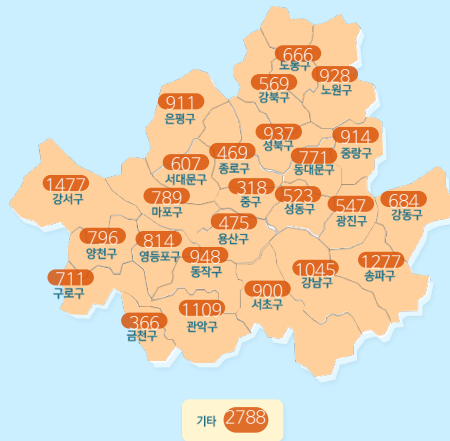 666
노동구
928
노원구
569
강북구
911
은평구
937
성북구
914
중랑구
469
종로구
771
동대문구
607
서대문구
1477
강서구
789
마포구
318
중구
523
성동구
547
광진구
684
강동구
475
용산구
796
양천구
814
영등포구
948
동작구
1277
송파구
1045
강남구
711
구로구
900
서초구
1109
관악구
366
금천구
기타 2788